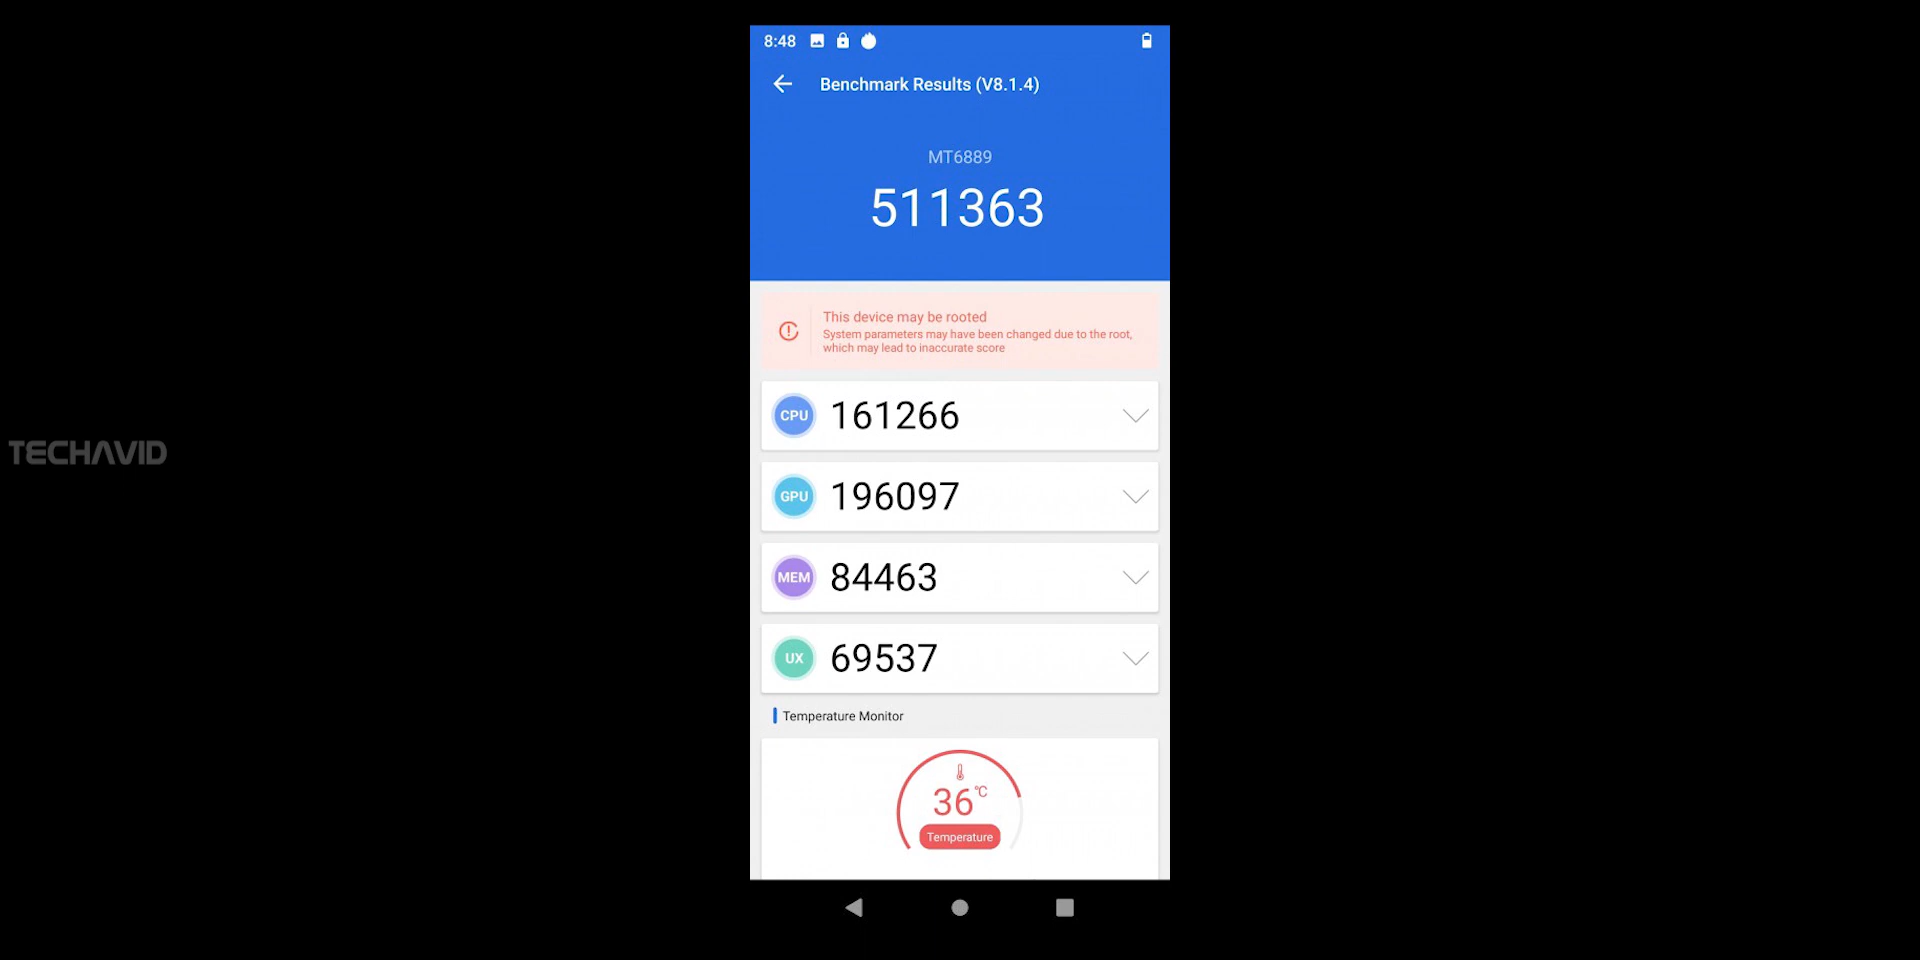 8:48
Benchmark Results (V8.1.4)
MT6889
511363
This device may be rooted
System parameters may have been changed due to the root,
which may lead to inaccurate score
CPU 161266
GPU 196097
MEM 84463
UX 69537
Temperature Monitor
36℃
Temperature
TECHAVID